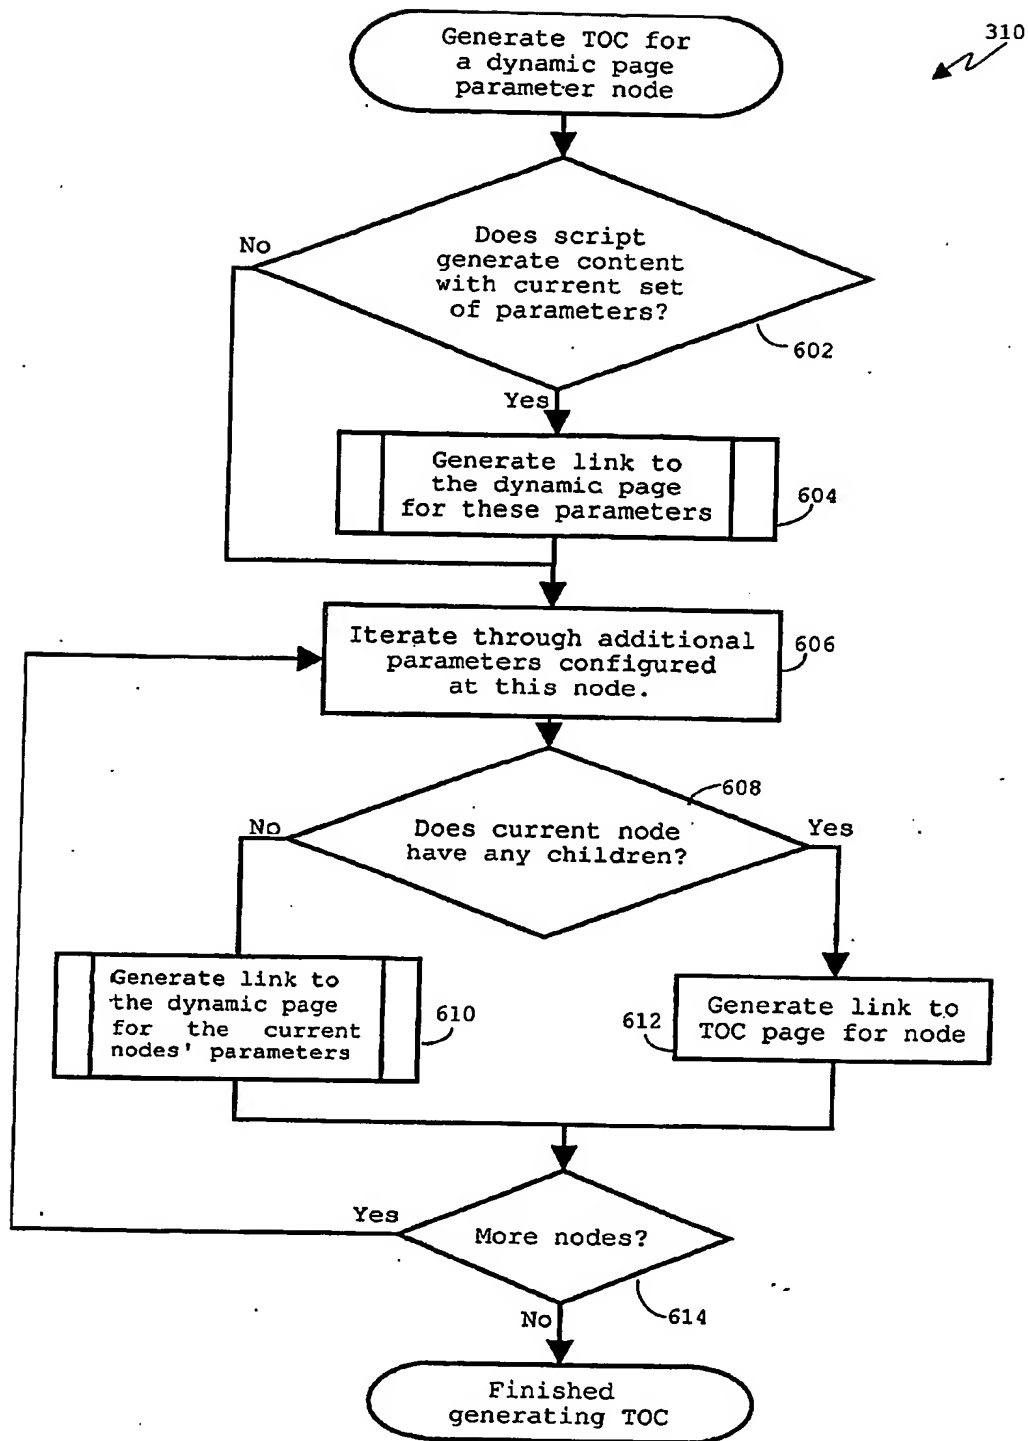 310
Generate TOC for
a dynamic page
parameter node
Does script
generate content
with current set
of parameters?
No
602
Yes
Generate link to
the dynamic page
for these parameters
604
Iterate through additional
parameters configured
at this node.
606
608
Does current node
have any children?
No
Yes
Generate link to
the dynamic page
for the current
nodes' parameters
610
Generate link to
TOC page for node
612
More nodes?
Yes
614
No
Finished
generating TOC